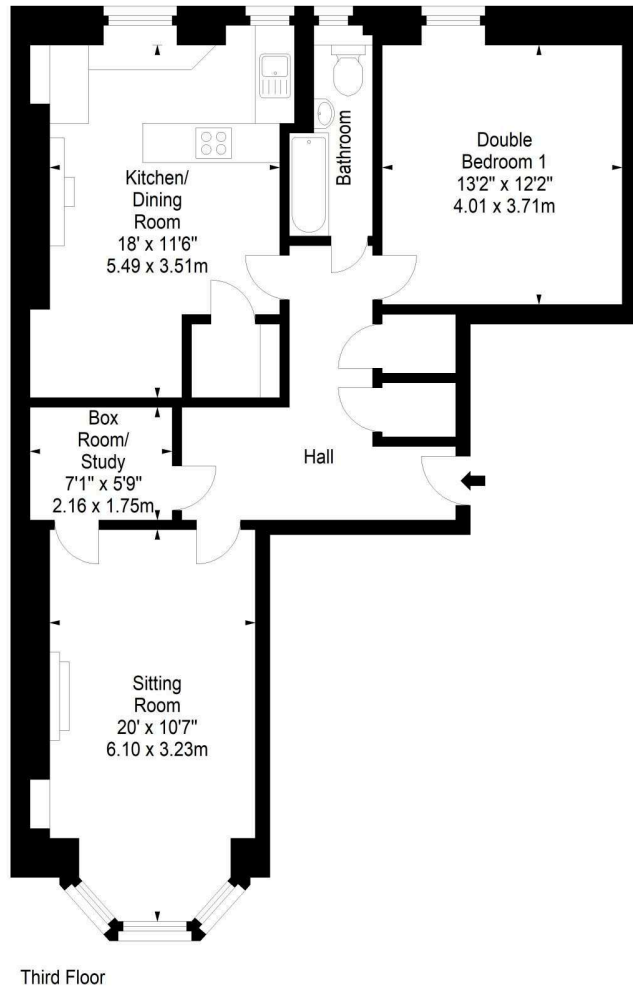 Kitchen/
Dining
Room
18' x 11'6"
5.49 x 3.51m
Bathroom
Double
Bedroom 1
13'2" x 12'2"
4.01 x 3.71m
Box
Room/
Study
7'1" x 5'9"
2.16 x 1.75m
Hall
Sitting
Room
20' x 10'7"
6.10 x 3.23m
Third Floor